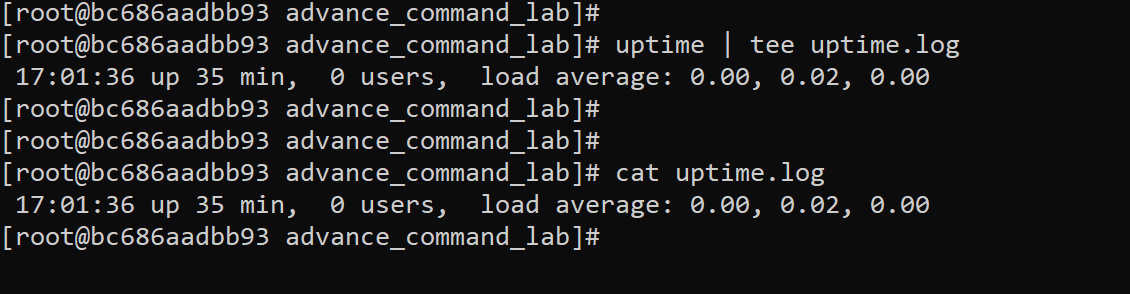 [root@bc686aadbb93 advance_command_lab]#
[root@bc686aadbb93 advance_command_lab]# uptime | tee uptime.log
 17:01:36 up 35 min,  0 users,  load average: 0.00, 0.02, 0.00
[root@bc686aadbb93 advance_command_lab]#
[root@bc686aadbb93 advance_command_lab]#
[root@bc686aadbb93 advance_command_lab]# cat uptime.log
 17:01:36 up 35 min,  0 users,  load average: 0.00, 0.02, 0.00
[root@bc686aadbb93 advance_command_lab]#